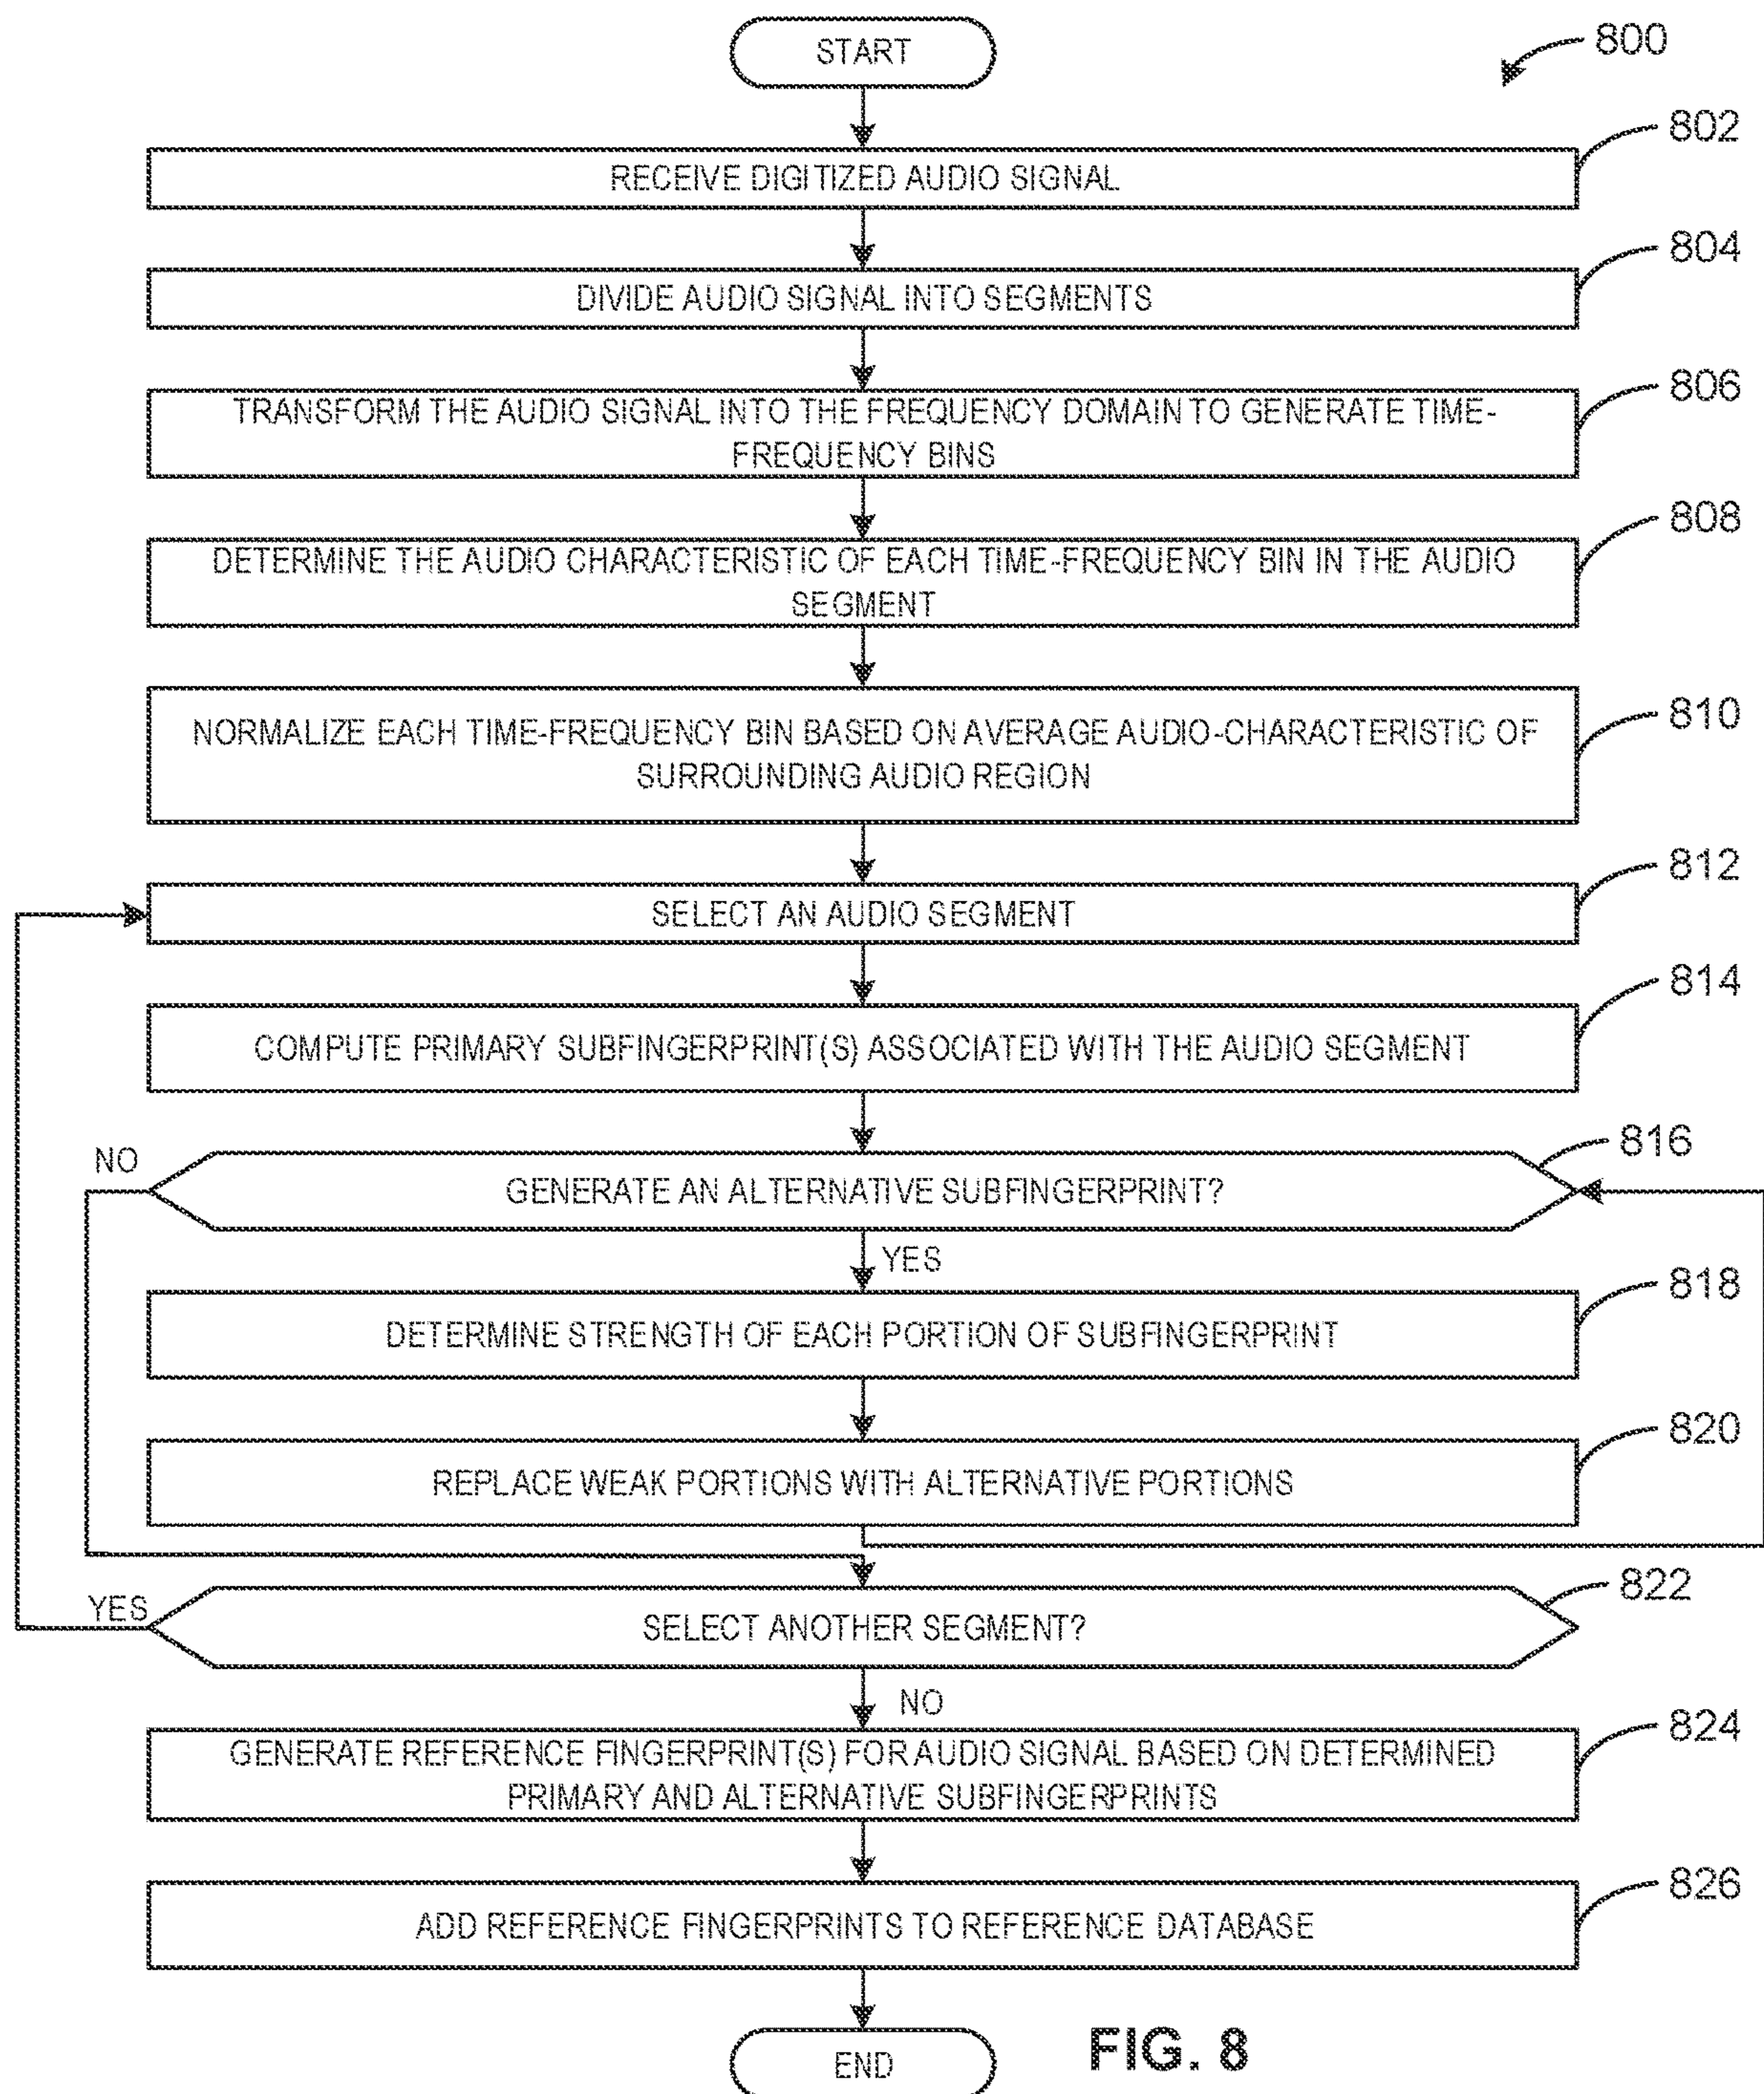 START
800
802
RECEIVE DIGITIZED AUDIO SIGNAL
804
DIVIDE AUDIO SIGNAL INTO SEGMENTS
806
TRANSFORM THE AUDIO SIGNAL INTO THE FREQUENCY DOMAIN TO GENERATE TIME-
FREQUENCY BINS
808
DETERMINE THE AUDIO CHARACTERISTIC OF EACH TIME-FREQUENCY BIN IN THE AUDIO
SEGMENT
810
NORMALIZE EACH TIME-FREQUENCY BIN BASED ON AVERAGE AUDIO-CHARACTERISTIC OF
SURROUNDING AUDIO REGION
812
SELECT AN AUDIO SEGMENT
814
COMPUTE PRIMARY SUBFINGERPRINT(S) ASSOCIATED WITH THE AUDIO SEGMENT
816
NO
GENERATE AN ALTERNATIVE SUBFINGERPRINT?
YES
818
DETERMINE STRENGTH OF EACH PORTION OF SUBFINGERPRINT
820
REPLACE WEAK PORTIONS WITH ALTERNATIVE PORTIONS
822
YES
SELECT ANOTHER SEGMENT?
NO
824
GENERATE REFERENCE FINGERPRINT(S) FOR AUDIO SIGNAL BASED ON DETERMINED
PRIMARY AND ALTERNATIVE SUBFINGERPRINTS
826
ADD REFERENCE FINGERPRINTS TO REFERENCE DATABASE
END
FIG. 8